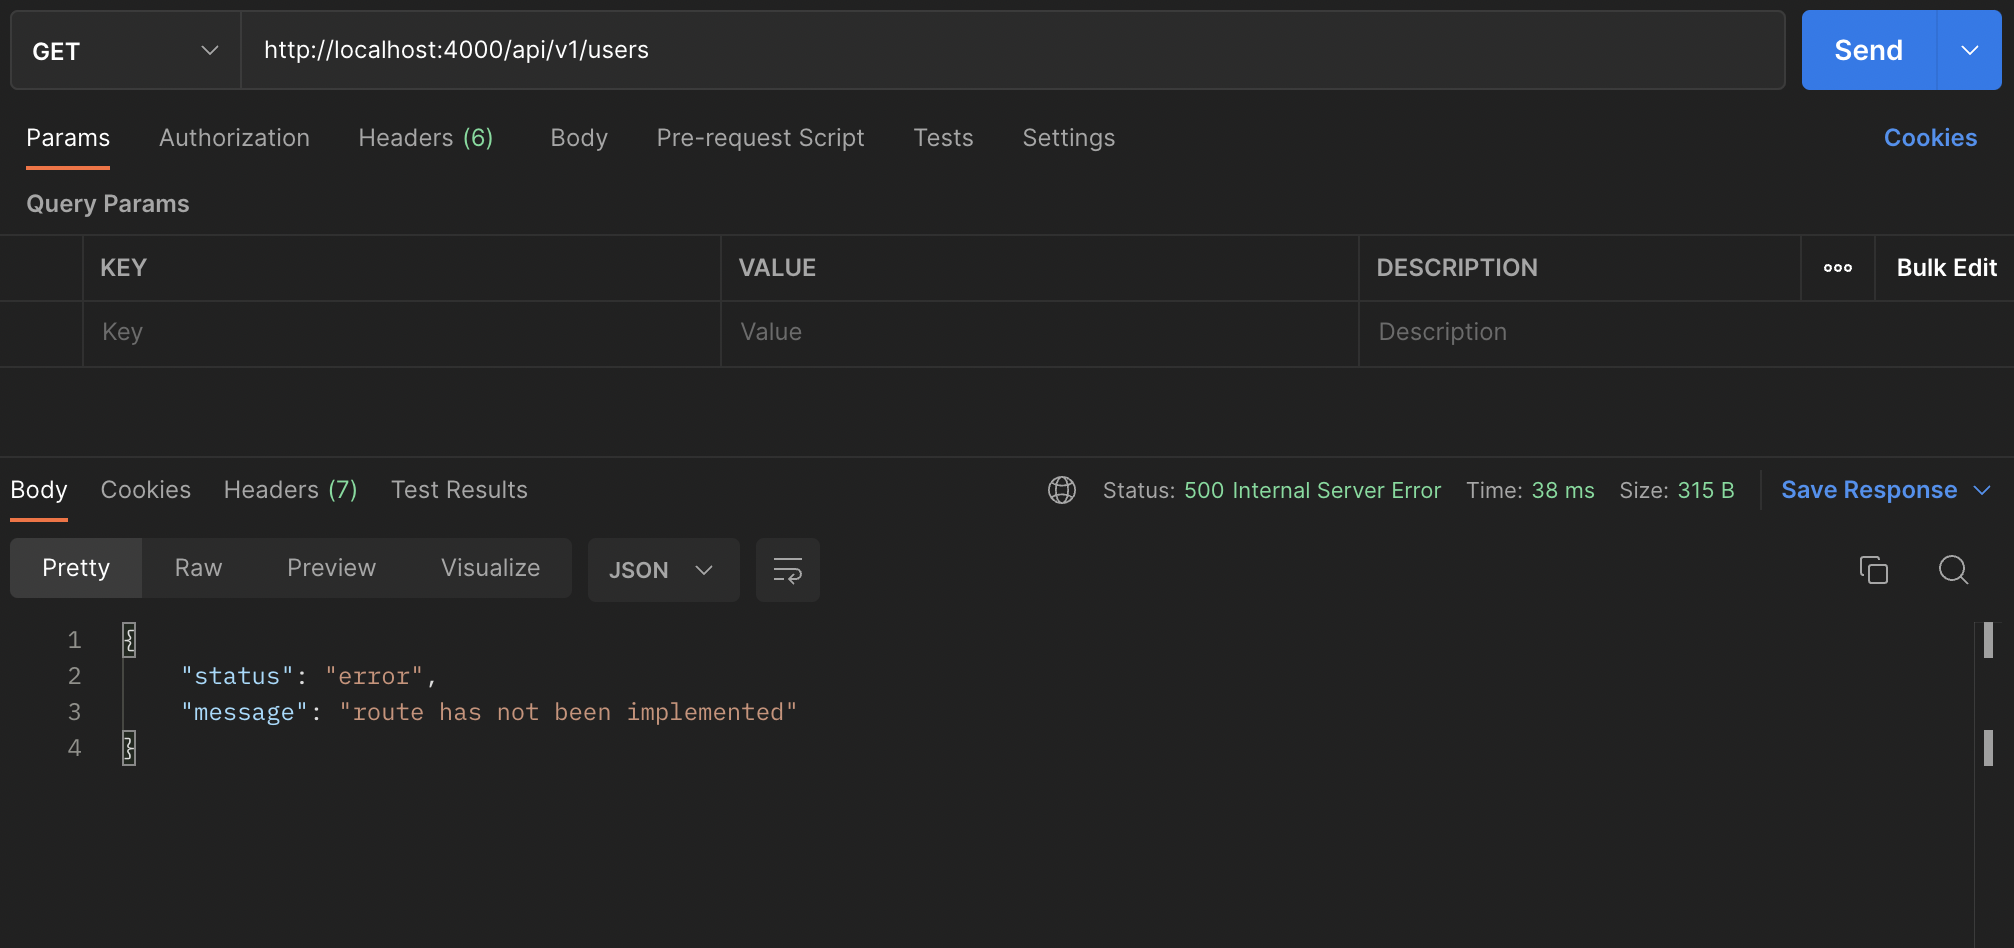 GET http://localhost:4000/api/v1/users Send
Params Authorization Headers (6) Body Pre-request Script Tests Settings Cookies
Query Params
KEY VALUE DESCRIPTION ooo Bulk Edit
Key Value Description
Body Cookies Headers (7) Test Results Status: 500 Internal Server Error Time: 38 ms Size: 315 B Save Response
Pretty Raw Preview Visualize JSON
1 {
2 "status": "error",
3 "message": "route has not been implemented"
4 }